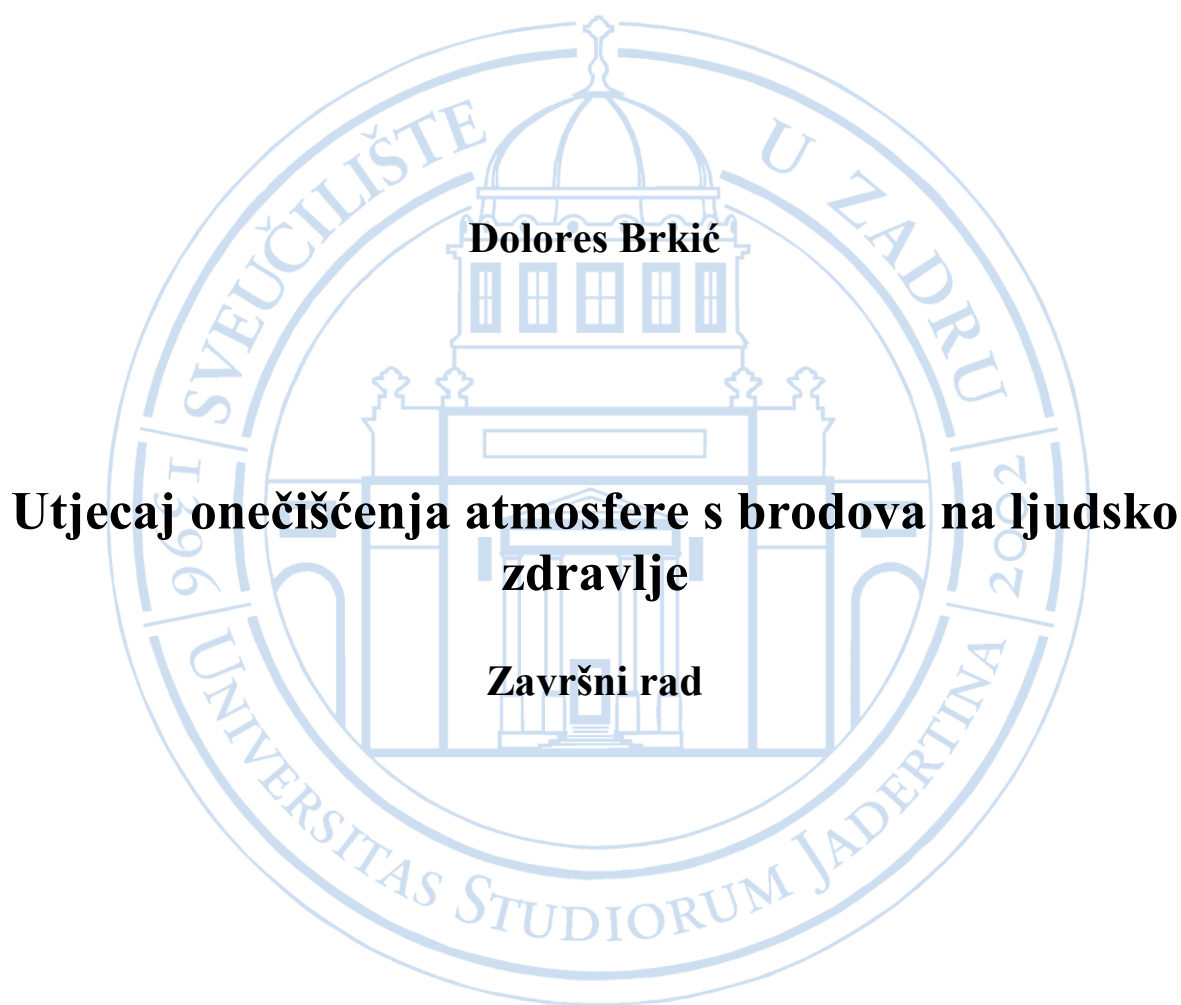 SVEUČILIŠTE U ZADRU
Dolores Brkić
1396 2002
Utjecaj onečišćenja atmosfere s brodova na ljudsko
zdravlje
Završni rad
UNIVERSITAS STUDIORUM JADERTINA